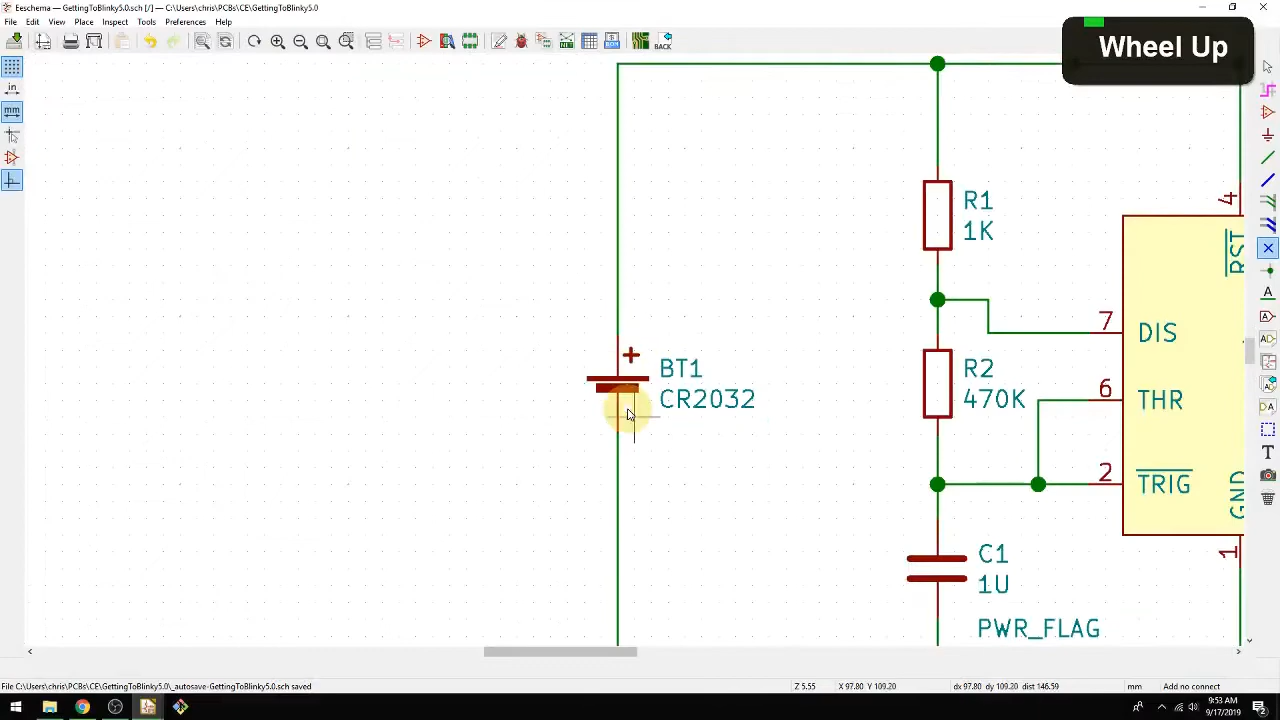 Eeschema — GettingToBlinky5.0.sch [/] — C:\Users\chris\PCBs\CE\GettingToBlinky5.0
File Edit View Place Inspect Tools Preferences Help
BACK
Wheel Up
in
mm
R1
1K
4
RST
7 DIS
BT1
CR2032
R2
470K
6 THR
2 TRIG
GND
1
C1
1U
PWR_FLAG
A
T
File C:\Users\chris\PCBs\CE\GettingToBlinky5.0\_autosave-GettingToBlinky5.0.sch saved
Z 5.55
X 97.80 Y 109.20
dx 97.80 dy 109.20 dist 146.59
mm
Add no connect
9:53 AM
9/17/2019